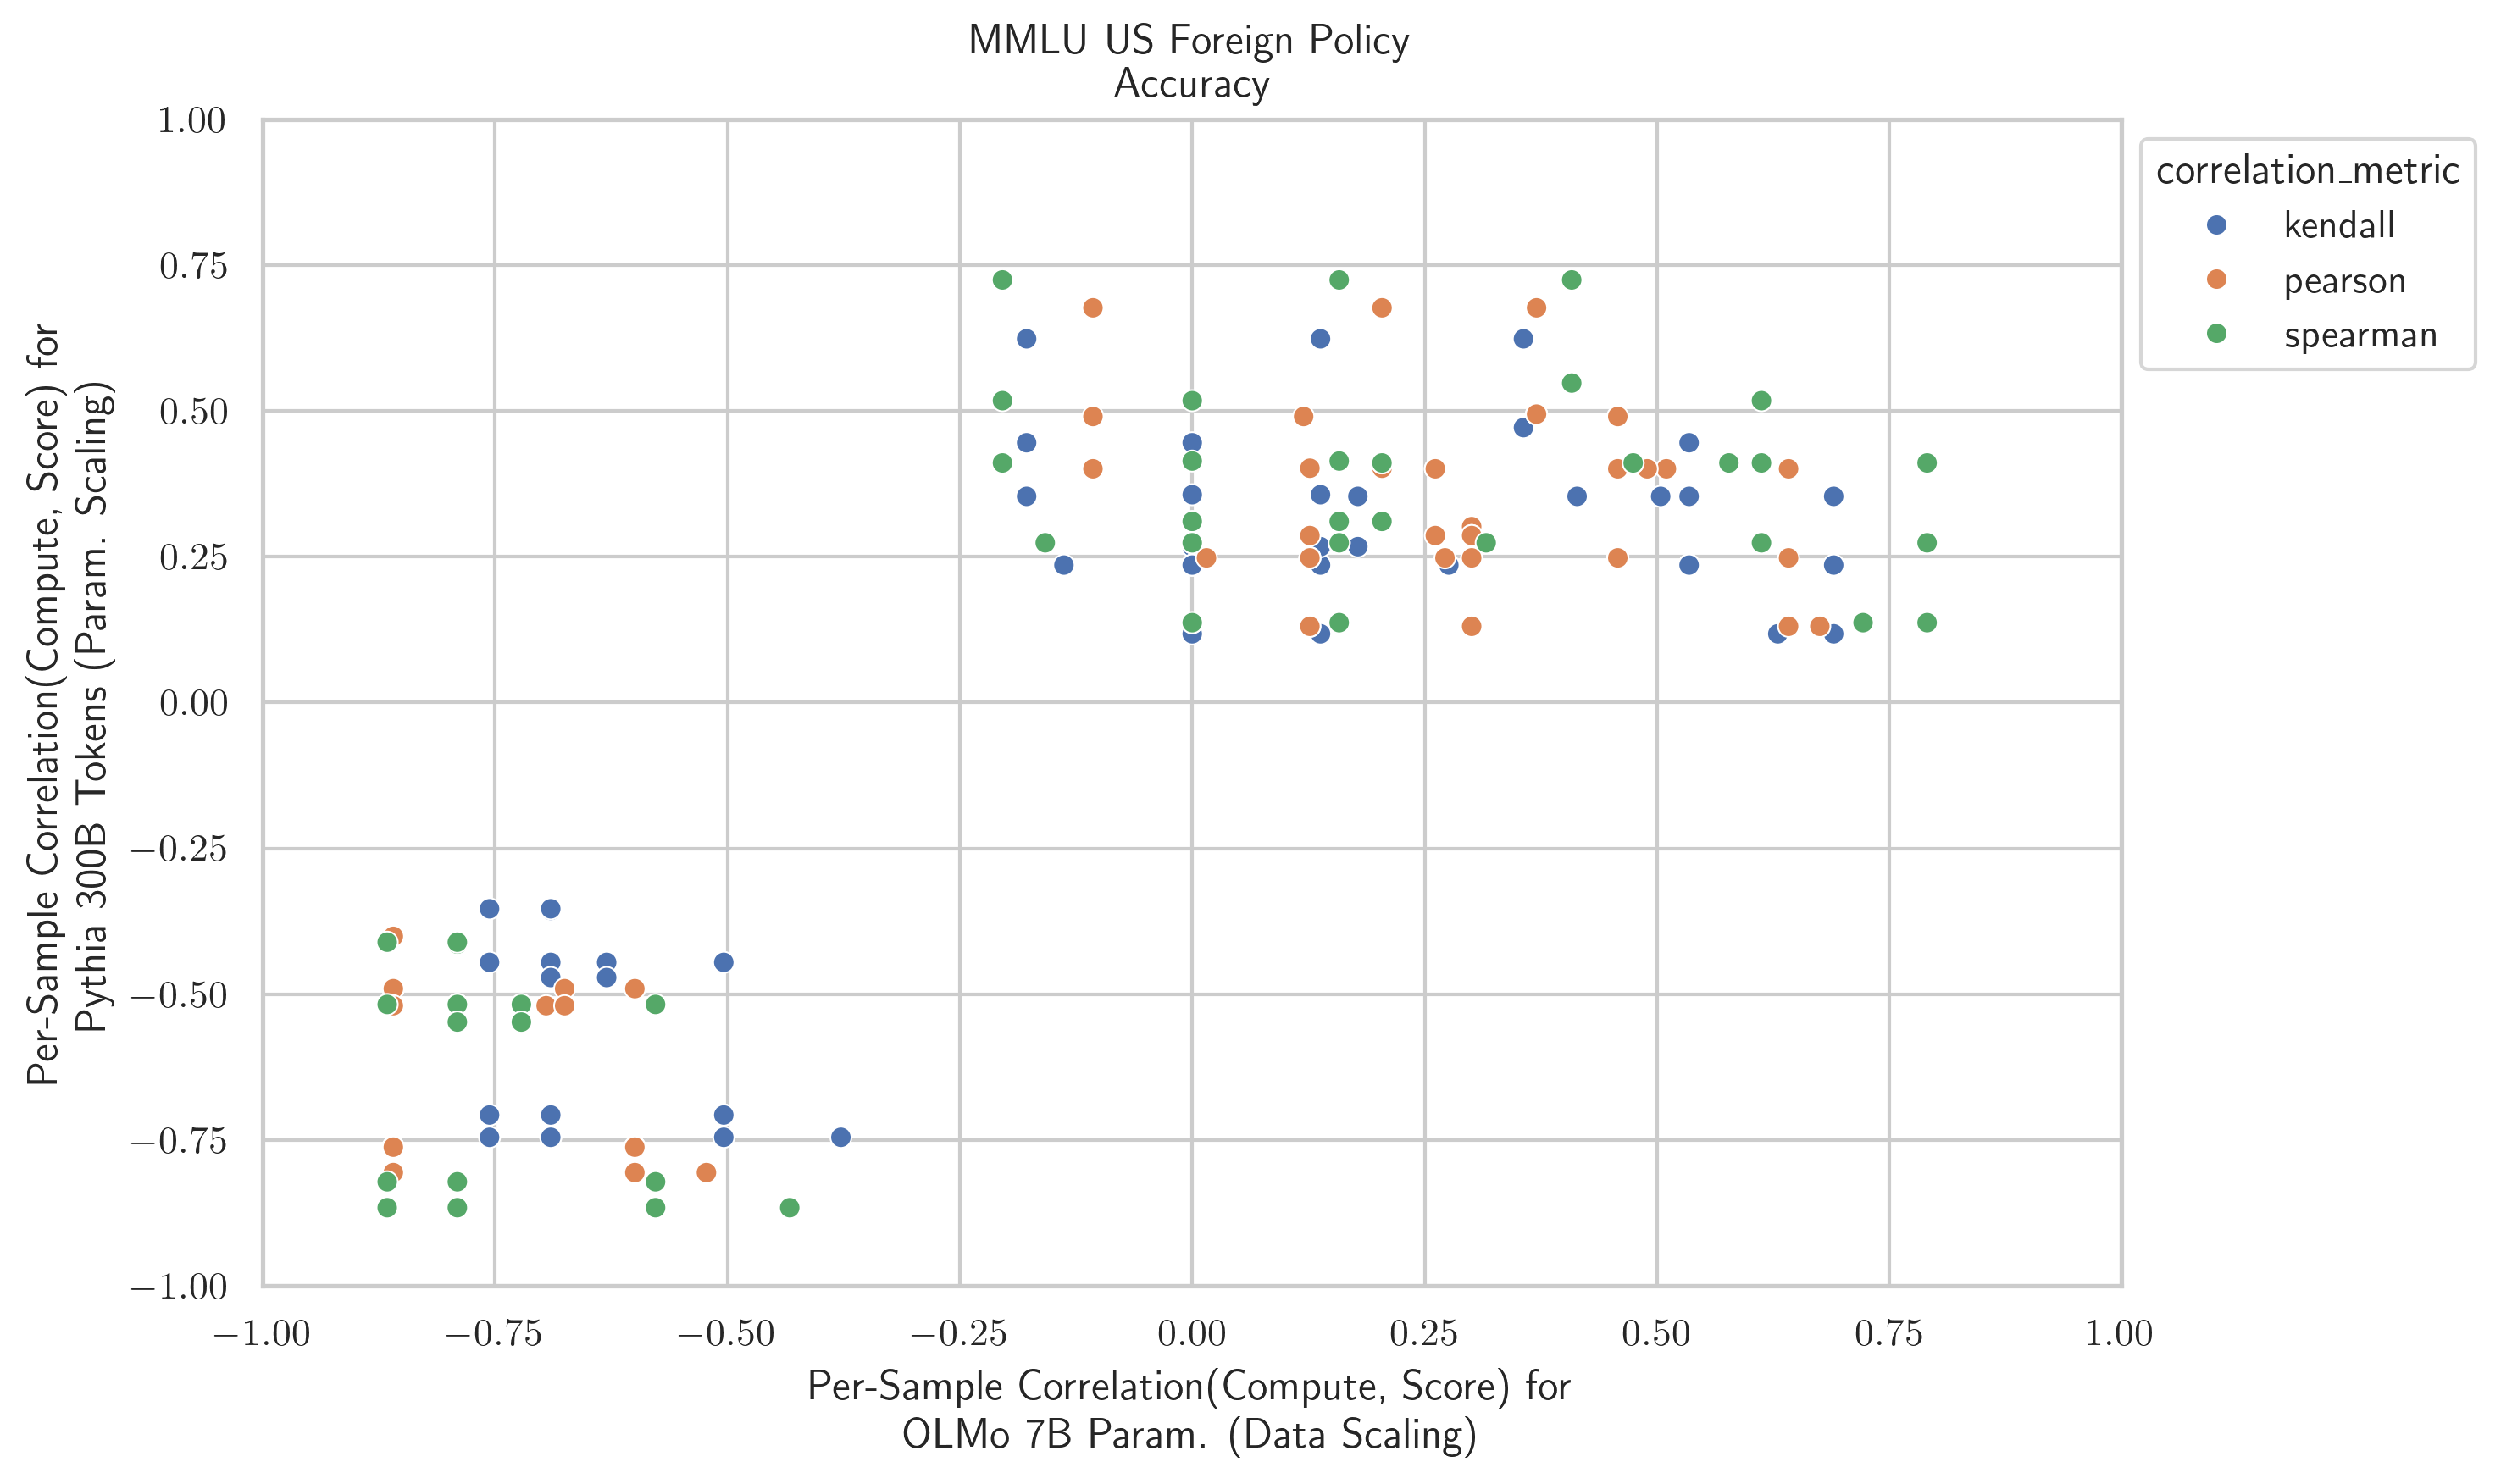 MMLU US Foreign Policy
Accuracy
1.00
0.75
0.50
0.25
0.00
−0.25
−0.50
−0.75
−1.00
Per-Sample Correlation(Compute, Score) for
Pythia 300B Tokens (Param. Scaling)
−1.00
−0.75
−0.50
−0.25
0.00
0.25
0.50
0.75
1.00
Per-Sample Correlation(Compute, Score) for
OLMo 7B Param. (Data Scaling)
correlation_metric
kendall
pearson
spearman